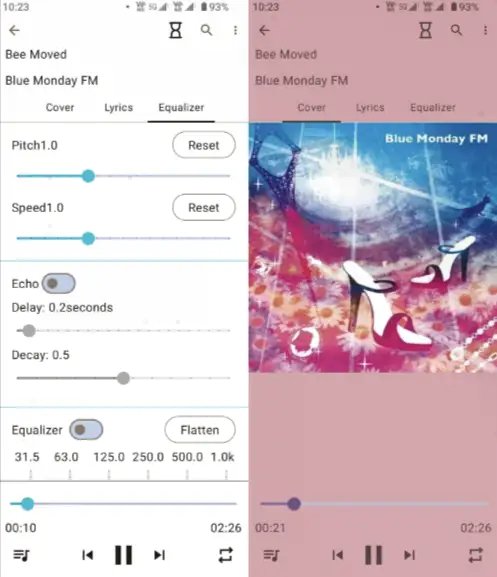 10:23
93%
Bee Moved
Blue Monday FM
Cover Lyrics Equalizer
Pitch1.0 Reset
Speed1.0 Reset
Echo
Delay: 0.2seconds
Decay: 0.5
Equalizer Flatten
31.5 63.0 125.0 250.0 500.0 1.0k
00:10 02:26
10:23
93%
Bee Moved
Blue Monday FM
Cover Lyrics Equalizer
Blue Monday FM
00:21 02:26